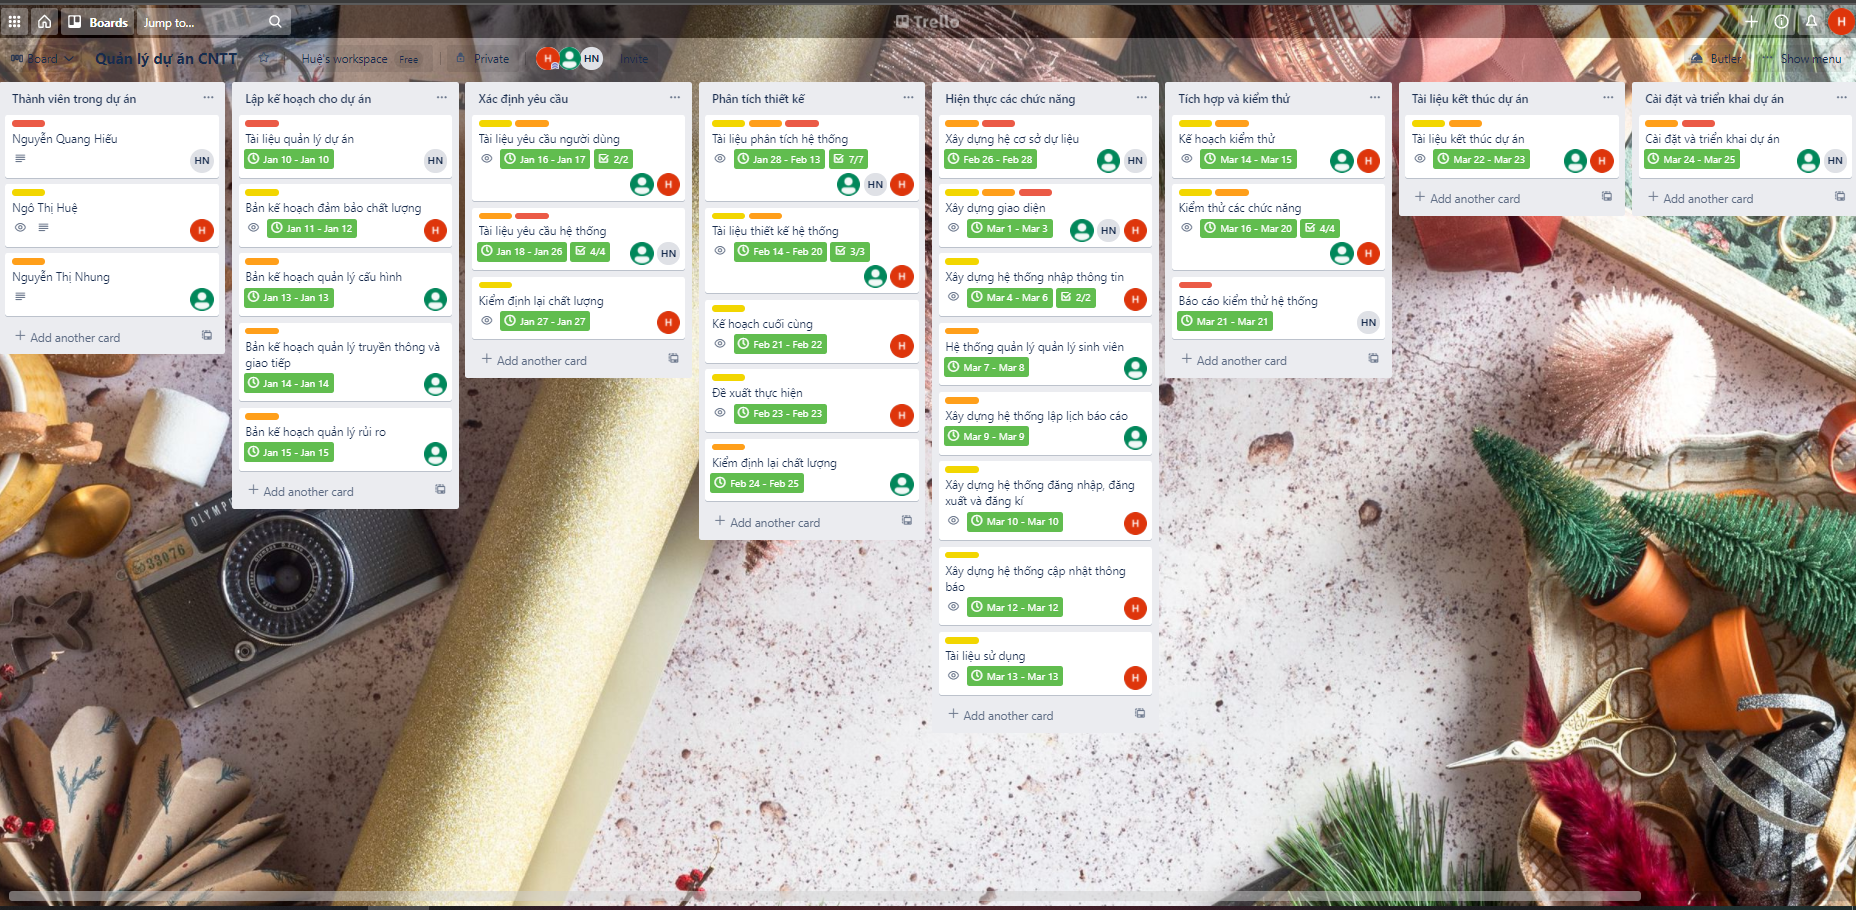 Boards
Jump to...
Trello
H
Board
Quản lý dự án CNTT
Huê's workspace
Free
Private
H
HN
Invite
Butler
Show menu
Thành viên trong dự án
Nguyễn Quang Hiếu
HN
Ngô Thị Huệ
H
Nguyễn Thị Nhung
Add another card
Lập kế hoạch cho dự án
Tài liệu quản lý dự án
Jan 10 - Jan 10
HN
Bản kế hoạch đảm bảo chất lượng
Jan 11 - Jan 12
H
Bản kế hoạch quản lý cấu hình
Jan 13 - Jan 13
Bản kế hoạch quản lý truyền thông và
giao tiếp
Jan 14 - Jan 14
Bản kế hoạch quản lý rủi ro
Jan 15 - Jan 15
Add another card
Xác định yêu cầu
Tài liệu yêu cầu người dùng
Jan 16 - Jan 17 2/2
H
Tài liệu yêu cầu hệ thống
Jan 18 - Jan 26 4/4
HN
Kiểm định lại chất lượng
Jan 27 - Jan 27
H
Add another card
Phân tích thiết kế
Tài liệu phân tích hệ thống
Jan 28 - Feb 13 7/7
HN H
Tài liệu thiết kế hệ thống
Feb 14 - Feb 20 3/3
H
Kế hoạch cuối cùng
Feb 21 - Feb 22
H
Đề xuất thực hiện
Feb 23 - Feb 23
H
Kiểm định lại chất lượng
Feb 24 - Feb 25
Add another card
Hiện thực các chức năng
Xây dựng hệ cơ sở dự liệu
Feb 26 - Feb 28
HN
Xây dựng giao diện
Mar 1 - Mar 3
HN H
Xây dựng hệ thống nhập thông tin
Mar 4 - Mar 6 2/2
H
Hệ thống quản lý quản lý sinh viên
Mar 7 - Mar 8
Xây dựng hệ thống lập lịch báo cáo
Mar 9 - Mar 9
Xây dựng hệ thống đăng nhập, đăng
xuất và đăng kí
Mar 10 - Mar 10
H
Xây dựng hệ thống cập nhật thông
báo
Mar 12 - Mar 12
H
Tài liệu sử dụng
Mar 13 - Mar 13
H
Add another card
Tích hợp và kiểm thử
Kế hoạch kiểm thử
Mar 14 - Mar 15
H
Kiểm thử các chức năng
Mar 16 - Mar 20 4/4
H
Báo cáo kiểm thử hệ thống
Mar 21 - Mar 21
HN
Add another card
Tài liệu kết thúc dự án
Tài liệu kết thúc dự án
Mar 22 - Mar 23
H
Add another card
Cài đặt và triển khai dự án
Cài đặt và triển khai dự án
Mar 24 - Mar 25
HN
Add another card
OLYMPUS
33076